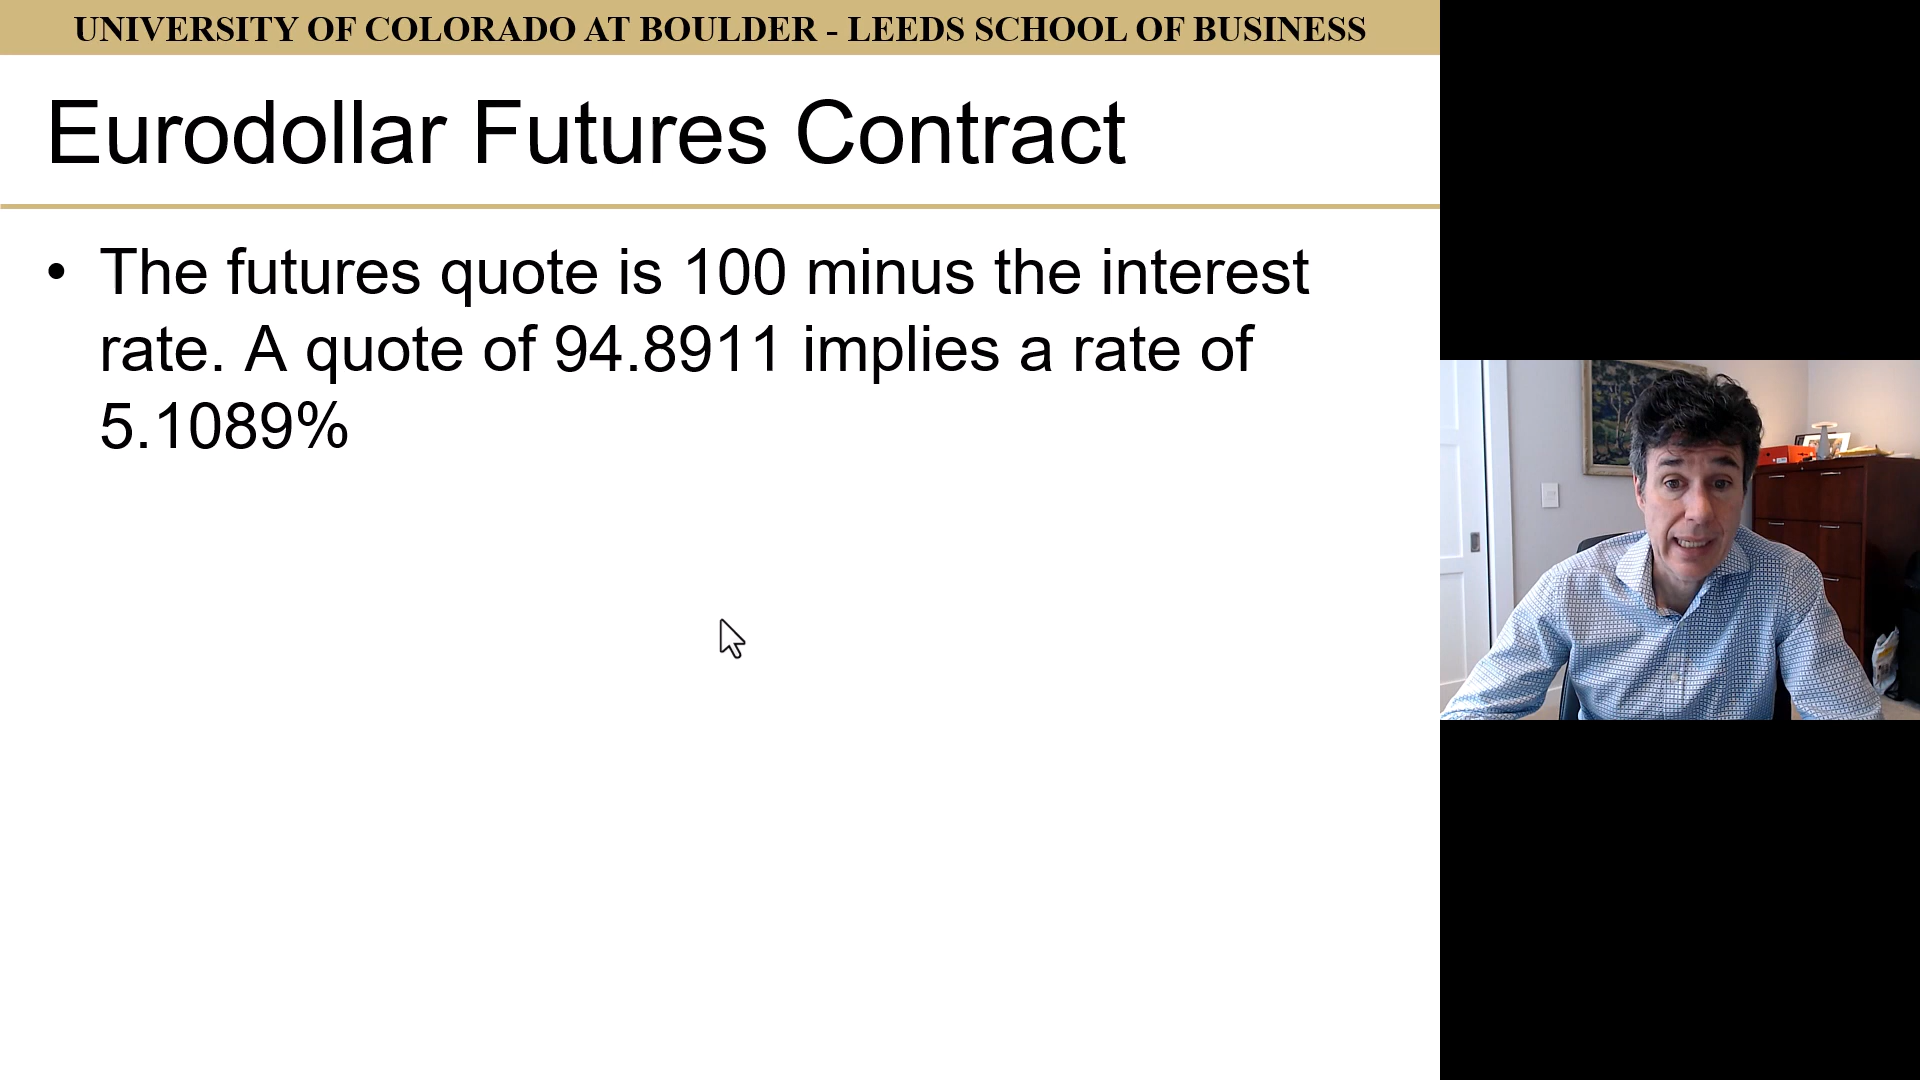 UNIVERSITY OF COLORADO AT BOULDER - LEEDS SCHOOL OF BUSINESS
Eurodollar Futures Contract
• The futures quote is 100 minus the interest
rate. A quote of 94.8911 implies a rate of
5.1089%